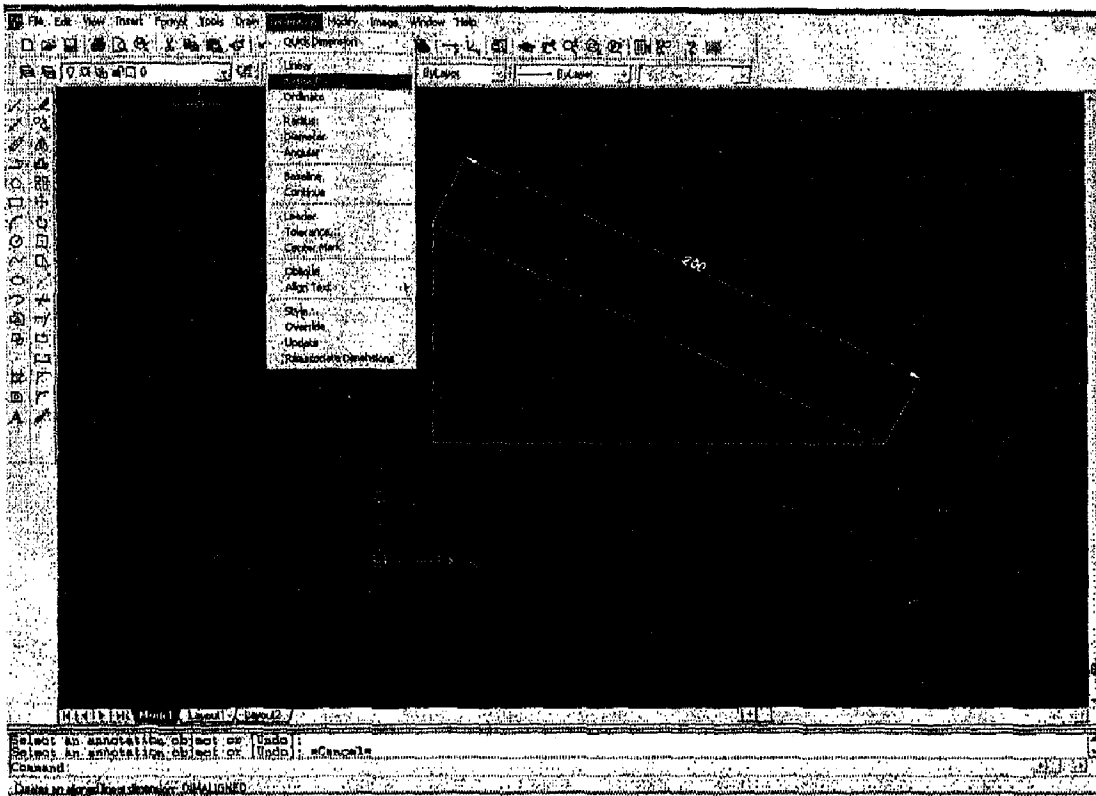 File Edit View Insert Format Tools Draw Modify Image Window Help
Quick Dimension
Linear
Ordinate
Radius
Diameter
Angular
Baseline
Continue
Leader
Tolerance...
Center Mark
Oblique
Align Text
Style...
Override
Update
Reassociate Dimensions
0
ByLayer
ByLayer
200
A
Model Layout1 Layout2
Select an annotation object or [Undo]:
Select an annotation object or [Undo]: *Cancel*
Command:
Creates an aligned linear dimension: DIMALIGNED